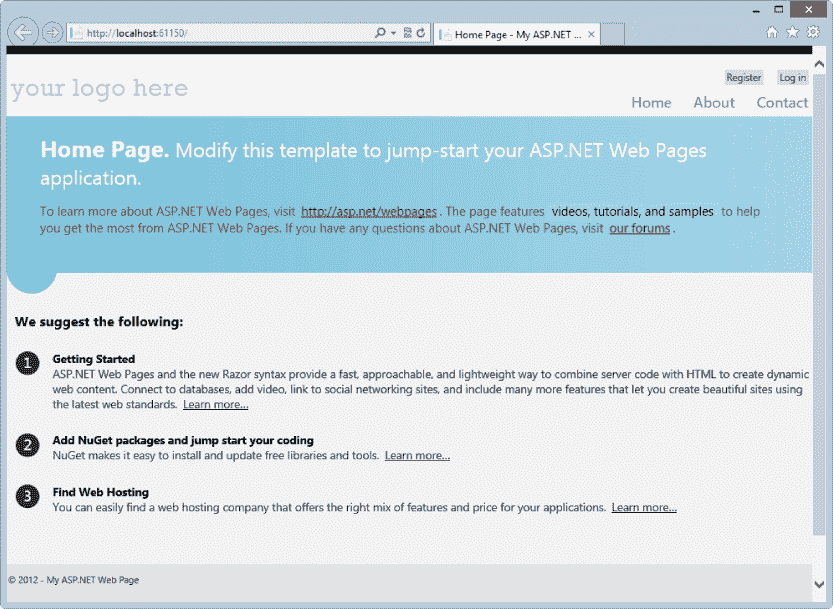 http://localhost:61150/
Home Page - My ASP.NET ...
Register Log in
your logo here
Home About Contact
Home Page. Modify this template to jump-start your ASP.NET Web Pages
application.
To learn more about ASP.NET Web Pages, visit http://asp.net/webpages. The page features videos, tutorials, and samples to help
you get the most from ASP.NET Web Pages. If you have any questions about ASP.NET Web Pages, visit our forums.
We suggest the following:
1 Getting Started
ASP.NET Web Pages and the new Razor syntax provide a fast, approachable, and lightweight way to combine server code with HTML to create dynamic
web content. Connect to databases, add video, link to social networking sites, and include many more features that let you create beautiful sites using
the latest web standards. Learn more...
2 Add NuGet packages and jump start your coding
NuGet makes it easy to install and update free libraries and tools. Learn more...
3 Find Web Hosting
You can easily find a web hosting company that offers the right mix of features and price for your applications. Learn more...
© 2012 - My ASP.NET Web Page